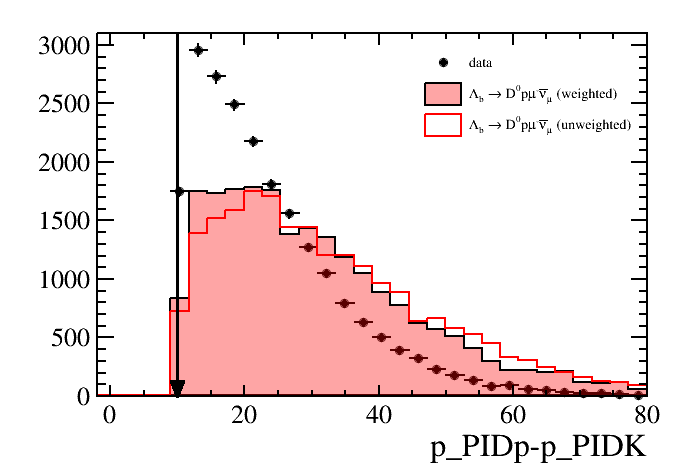 3000
2500
2000
1500
1000
500
0
data
Λb → D⁰pμ ν̄μ (weighted)
Λb → D⁰pμ ν̄μ (unweighted)
0 20 40 60 80
p_PIDp-p_PIDK